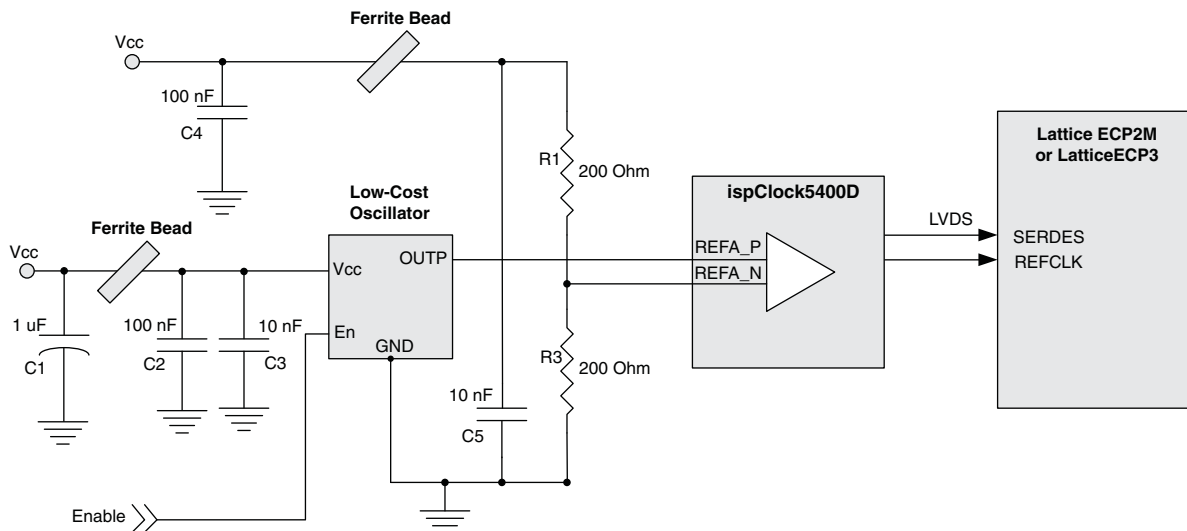 Ferrite Bead
Vcc
100 nF
C4
R1
200 Ohm
Lattice ECP2M
or LatticeECP3
Low-Cost
Oscillator
ispClock5400D
LVDS
Ferrite Bead
Vcc
Vcc
OUTP
REFA_P
REFA_N
SERDES
REFCLK
1 uF
C1
100 nF
C2
10 nF
C3
En
GND
R3
200 Ohm
10 nF
C5
Enable